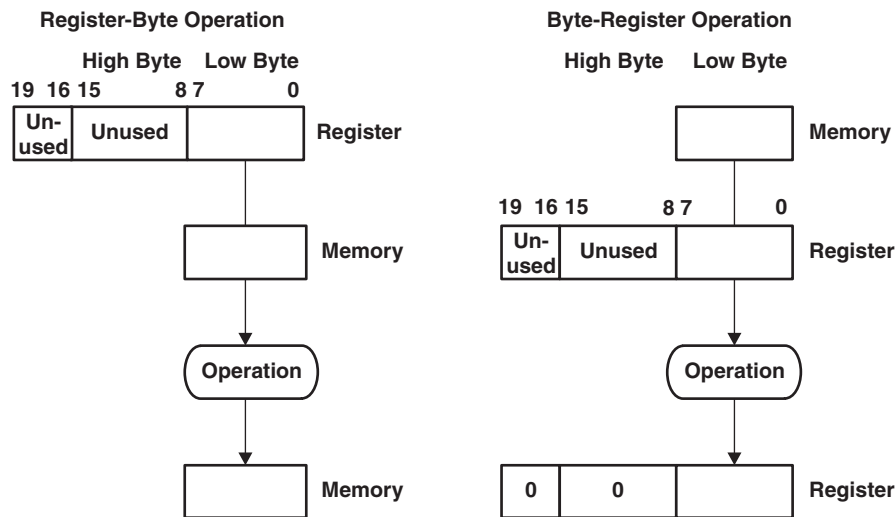 Register-Byte Operation
High Byte Low Byte
19 16 15 8 7 0
Un-
used
Unused
Register
Memory
Operation
Memory
Byte-Register Operation
High Byte Low Byte
Memory
19 16 15 8 7 0
Un-
used
Unused
Register
Operation
0 0
Register